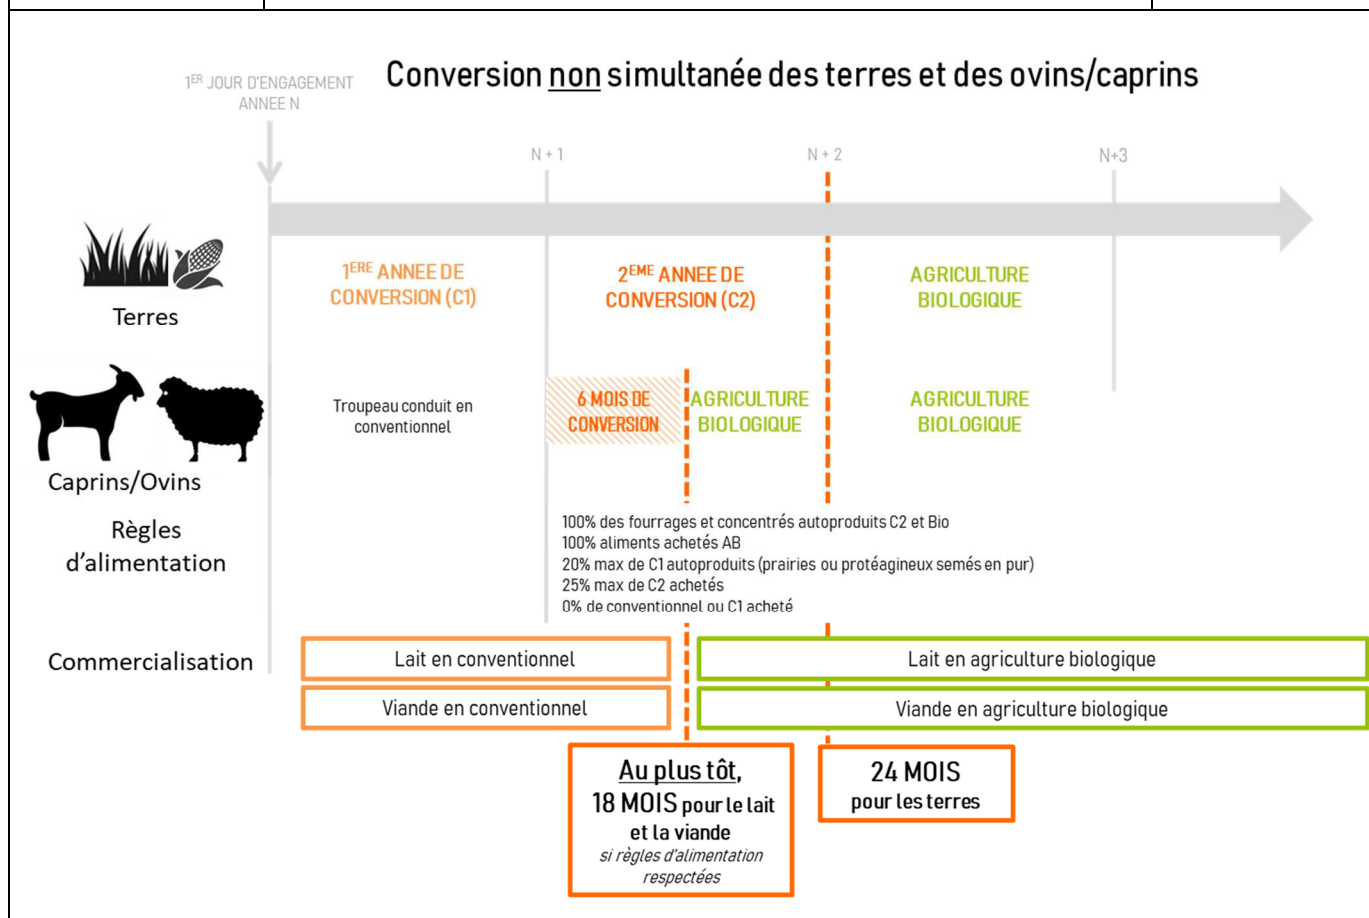 Conversion non simultanée des terres et des ovins/caprins
1ER JOUR D'ENGAGEMENT
ANNEE N
N + 1
N + 2
N+3
1ERE ANNEE DE
CONVERSION (C1)
2EME ANNEE DE
CONVERSION (C2)
AGRICULTURE
BIOLOGIQUE
Terres
Troupeau conduit en
conventionnel
6 MOIS DE
CONVERSION
AGRICULTURE
BIOLOGIQUE
AGRICULTURE
BIOLOGIQUE
Caprins/Ovins
Règles
d'alimentation
100% des fourrages et concentrés autoproduits C2 et Bio
100% aliments achetés AB
20% max de C1 autoproduits (prairies ou protéagineux semés en pur)
25% max de C2 achetés
0% de conventionnel ou C1 acheté
Commercialisation
Lait en conventionnel
Lait en agriculture biologique
Viande en conventionnel
Viande en agriculture biologique
Au plus tôt,
18 MOIS pour le lait
et la viande
si règles d'alimentation
respectées
24 MOIS
pour les terres